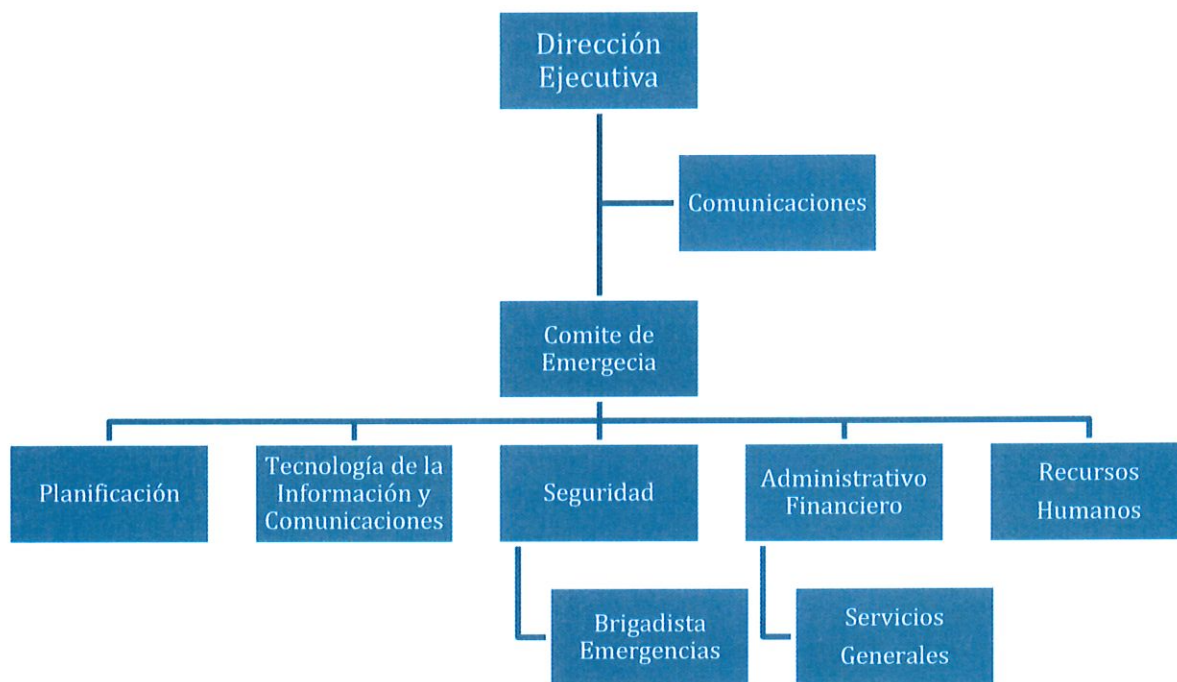 Dirección
Ejecutiva
Comunicaciones
Comite de
Emergecia
Planificación
Tecnología de la
Información y
Comunicaciones
Seguridad
Administrativo
Financiero
Recursos
Humanos
Brigadista
Emergencias
Servicios
Generales